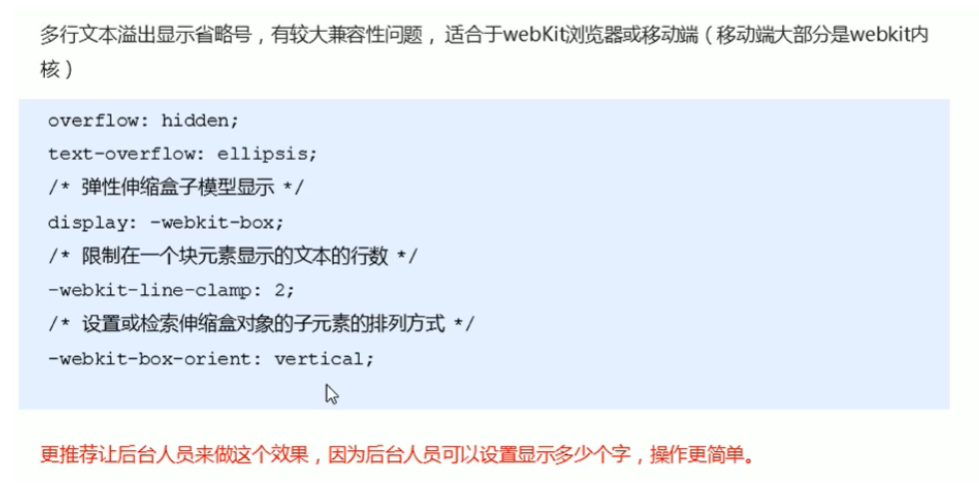 多行文本溢出显示省略号，有较大兼容性问题， 适合于webKit浏览器或移动端（移动端大部分是webkit内
核）
overflow: hidden;
text-overflow: ellipsis;
/* 弹性伸缩盒子模型显示 */
display: -webkit-box;
/* 限制在一个块元素显示的文本的行数 */
-webkit-line-clamp: 2;
/* 设置或检索伸缩盒对象的子元素的排列方式 */
-webkit-box-orient: vertical;
更推荐让后台人员来做这个效果，因为后台人员可以设置显示多少个字，操作更简单。